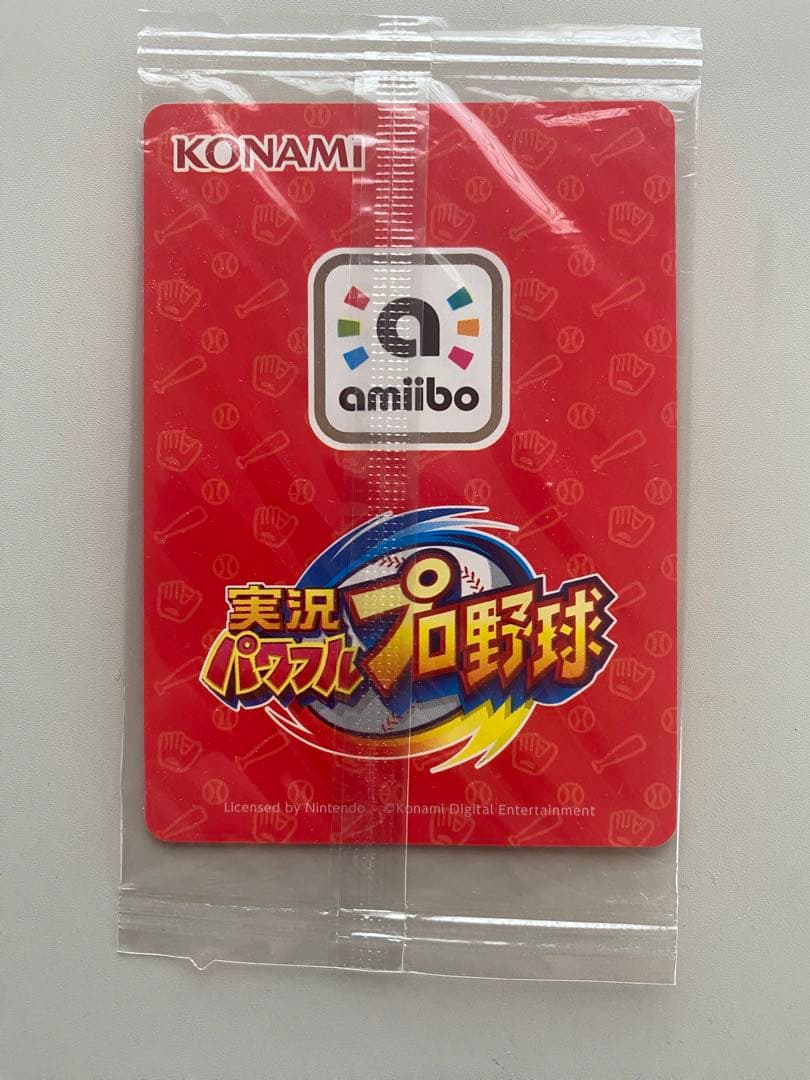 KONAMI
a
amiibo
実況
パワフル プロ野球
Licensed by Nintendo ©Konami Digital Entertainment